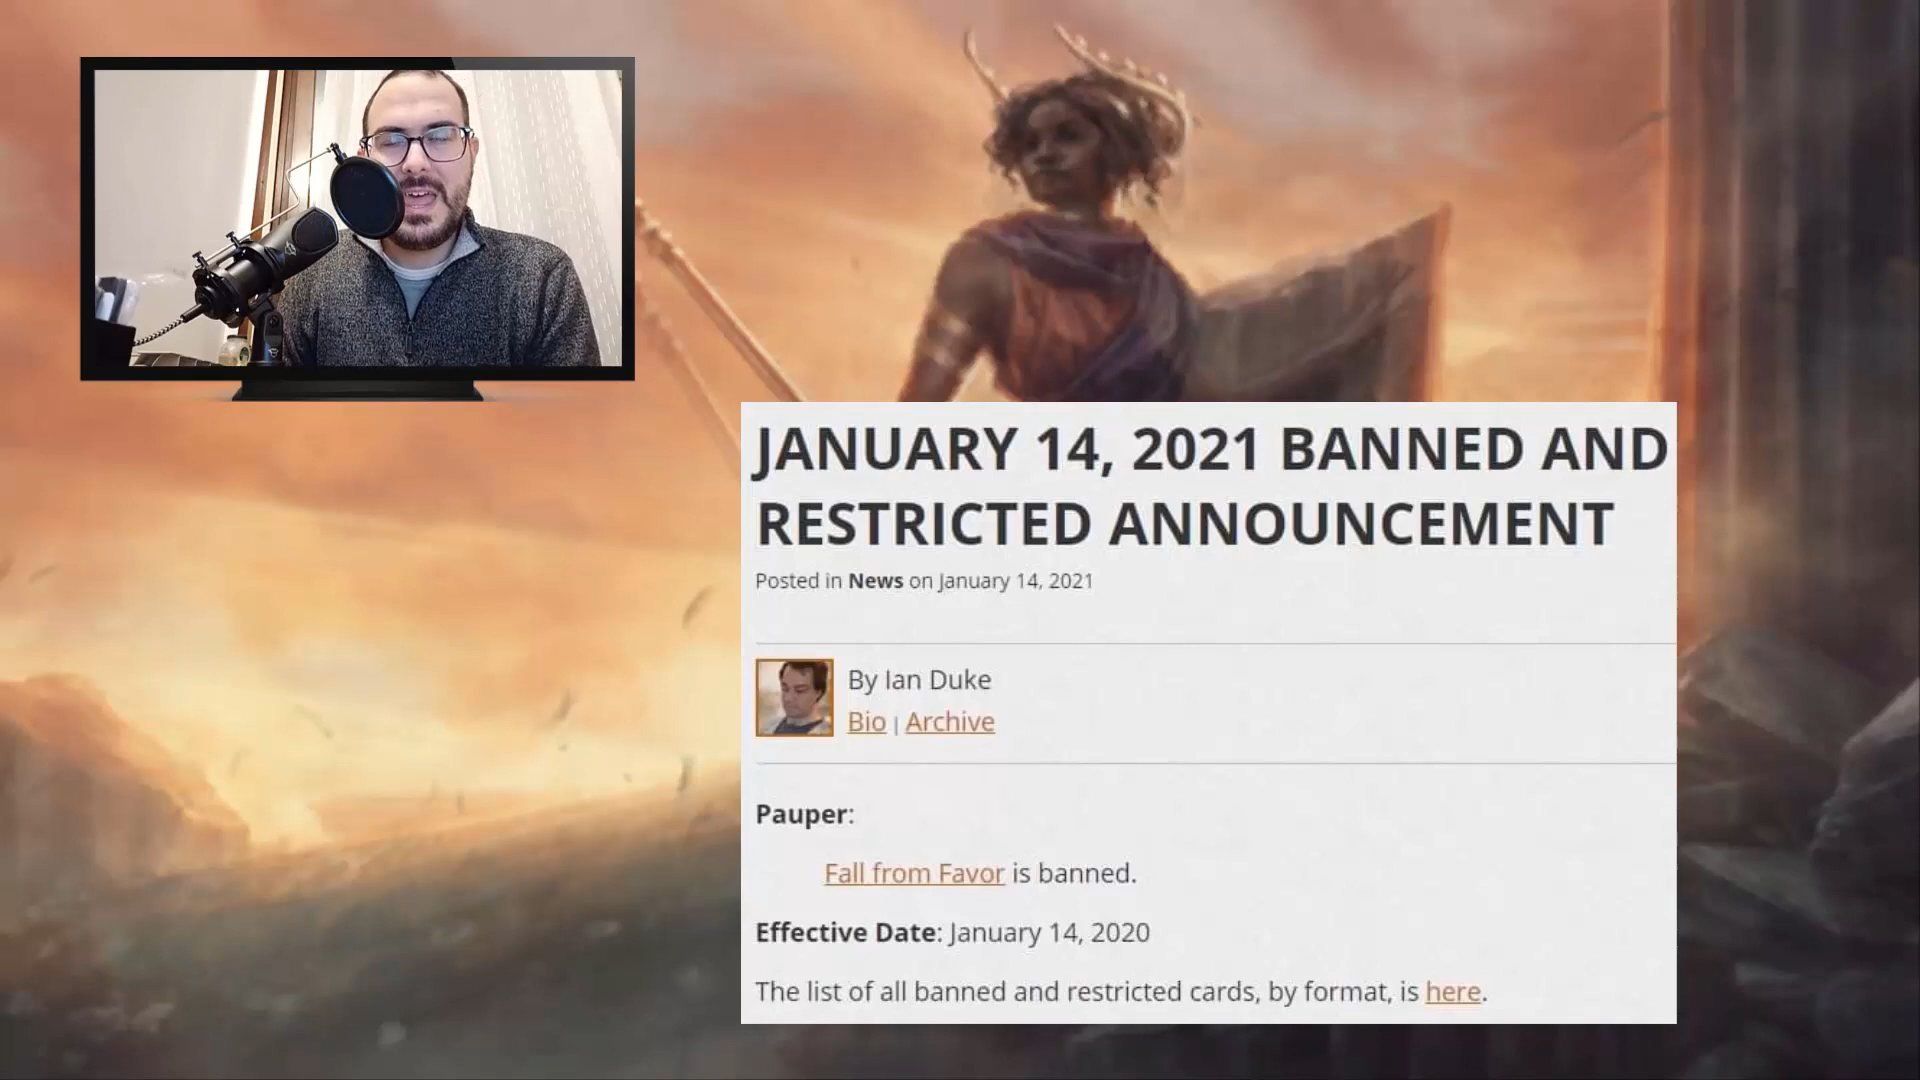 JANUARY 14, 2021 BANNED AND
RESTRICTED ANNOUNCEMENT
Posted in News on January 14, 2021
By Ian Duke
Bio | Archive
Pauper:
Fall from Favor is banned.
Effective Date: January 14, 2020
The list of all banned and restricted cards, by format, is here.